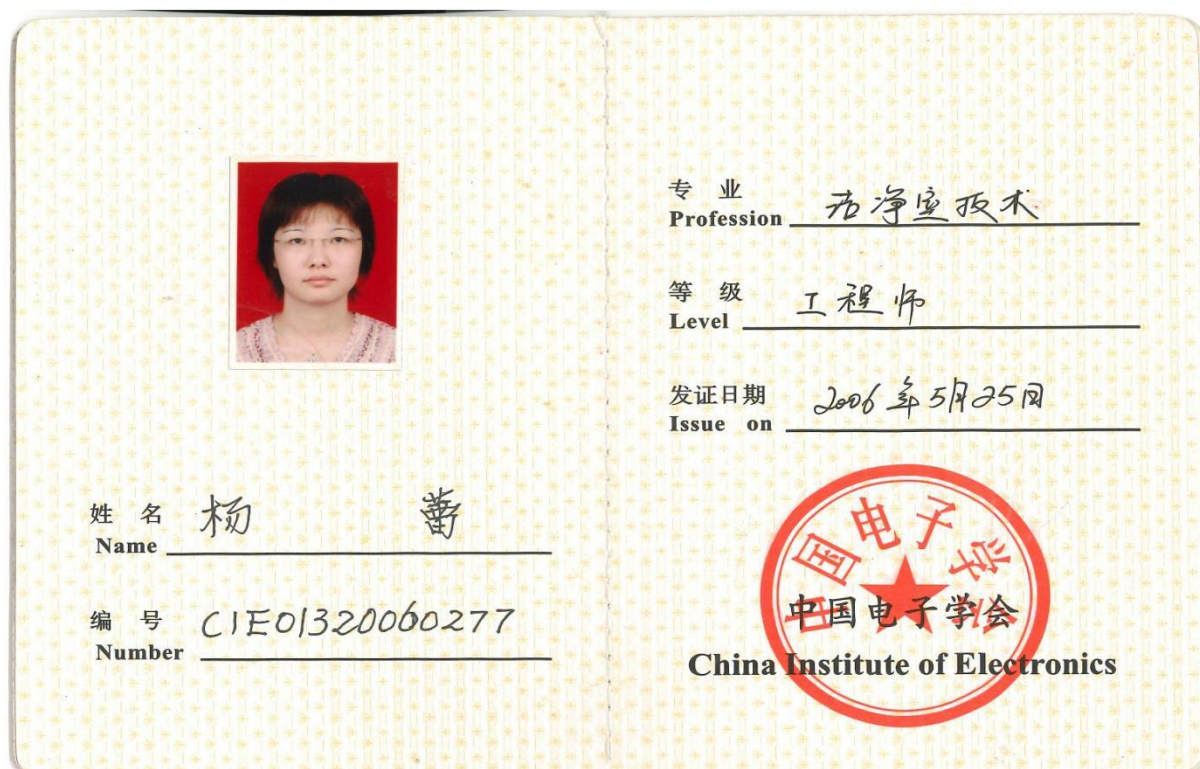 专 业
Profession 洁净室技术
等 级
Level 工程师
发证日期 2006年5月25日
Issue on
姓 名 杨 蕾
Name
编 号 CIE01320060277
Number
中国电子学会
中国电子学会
China Institute of Electronics